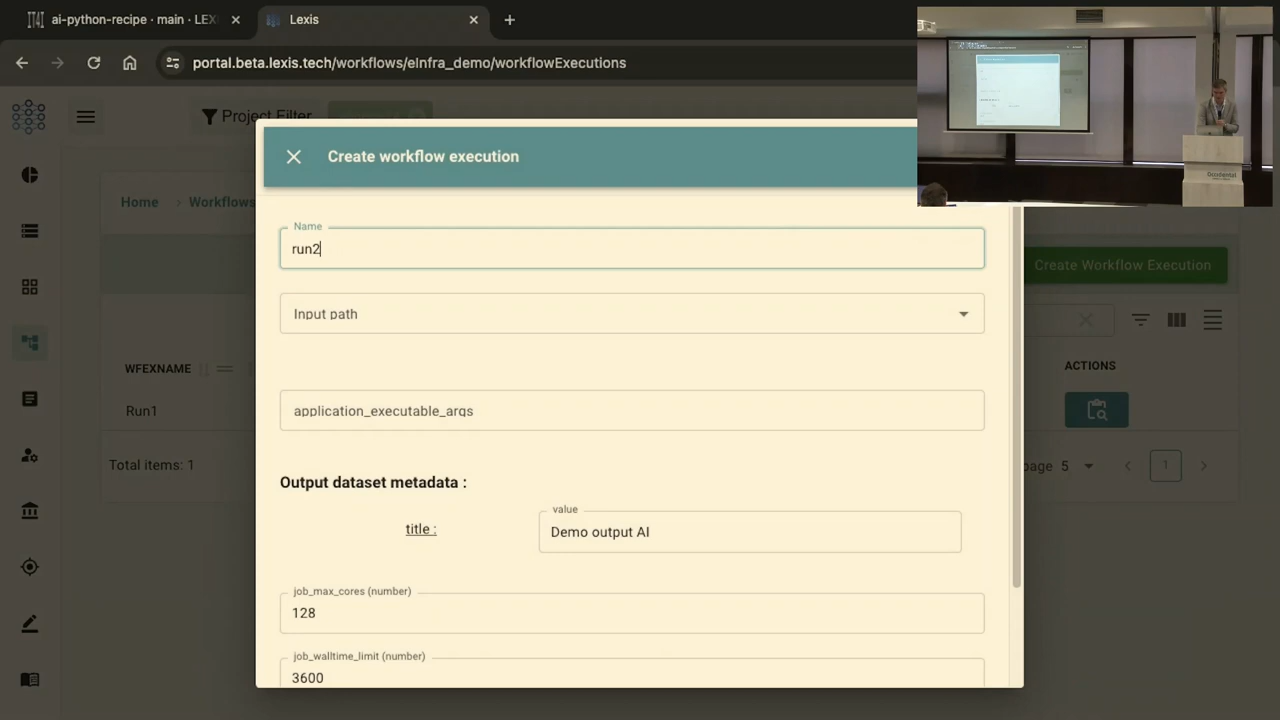 ai-python-recipe · main · LEX
Lexis
portal.beta.lexis.tech/workflows/eInfra_demo/workflowExecutions
Project Filter
Create workflow execution
Home > Workflows
Name
run2
Create Workflow Execution
Input path
WFEXNAME
ACTIONS
application_executable_args
Run1
Total items: 1
page 5
1
Output dataset metadata :
title :
value
Demo output AI
job_max_cores (number)
128
job_walltime_limit (number)
3600
Occidental